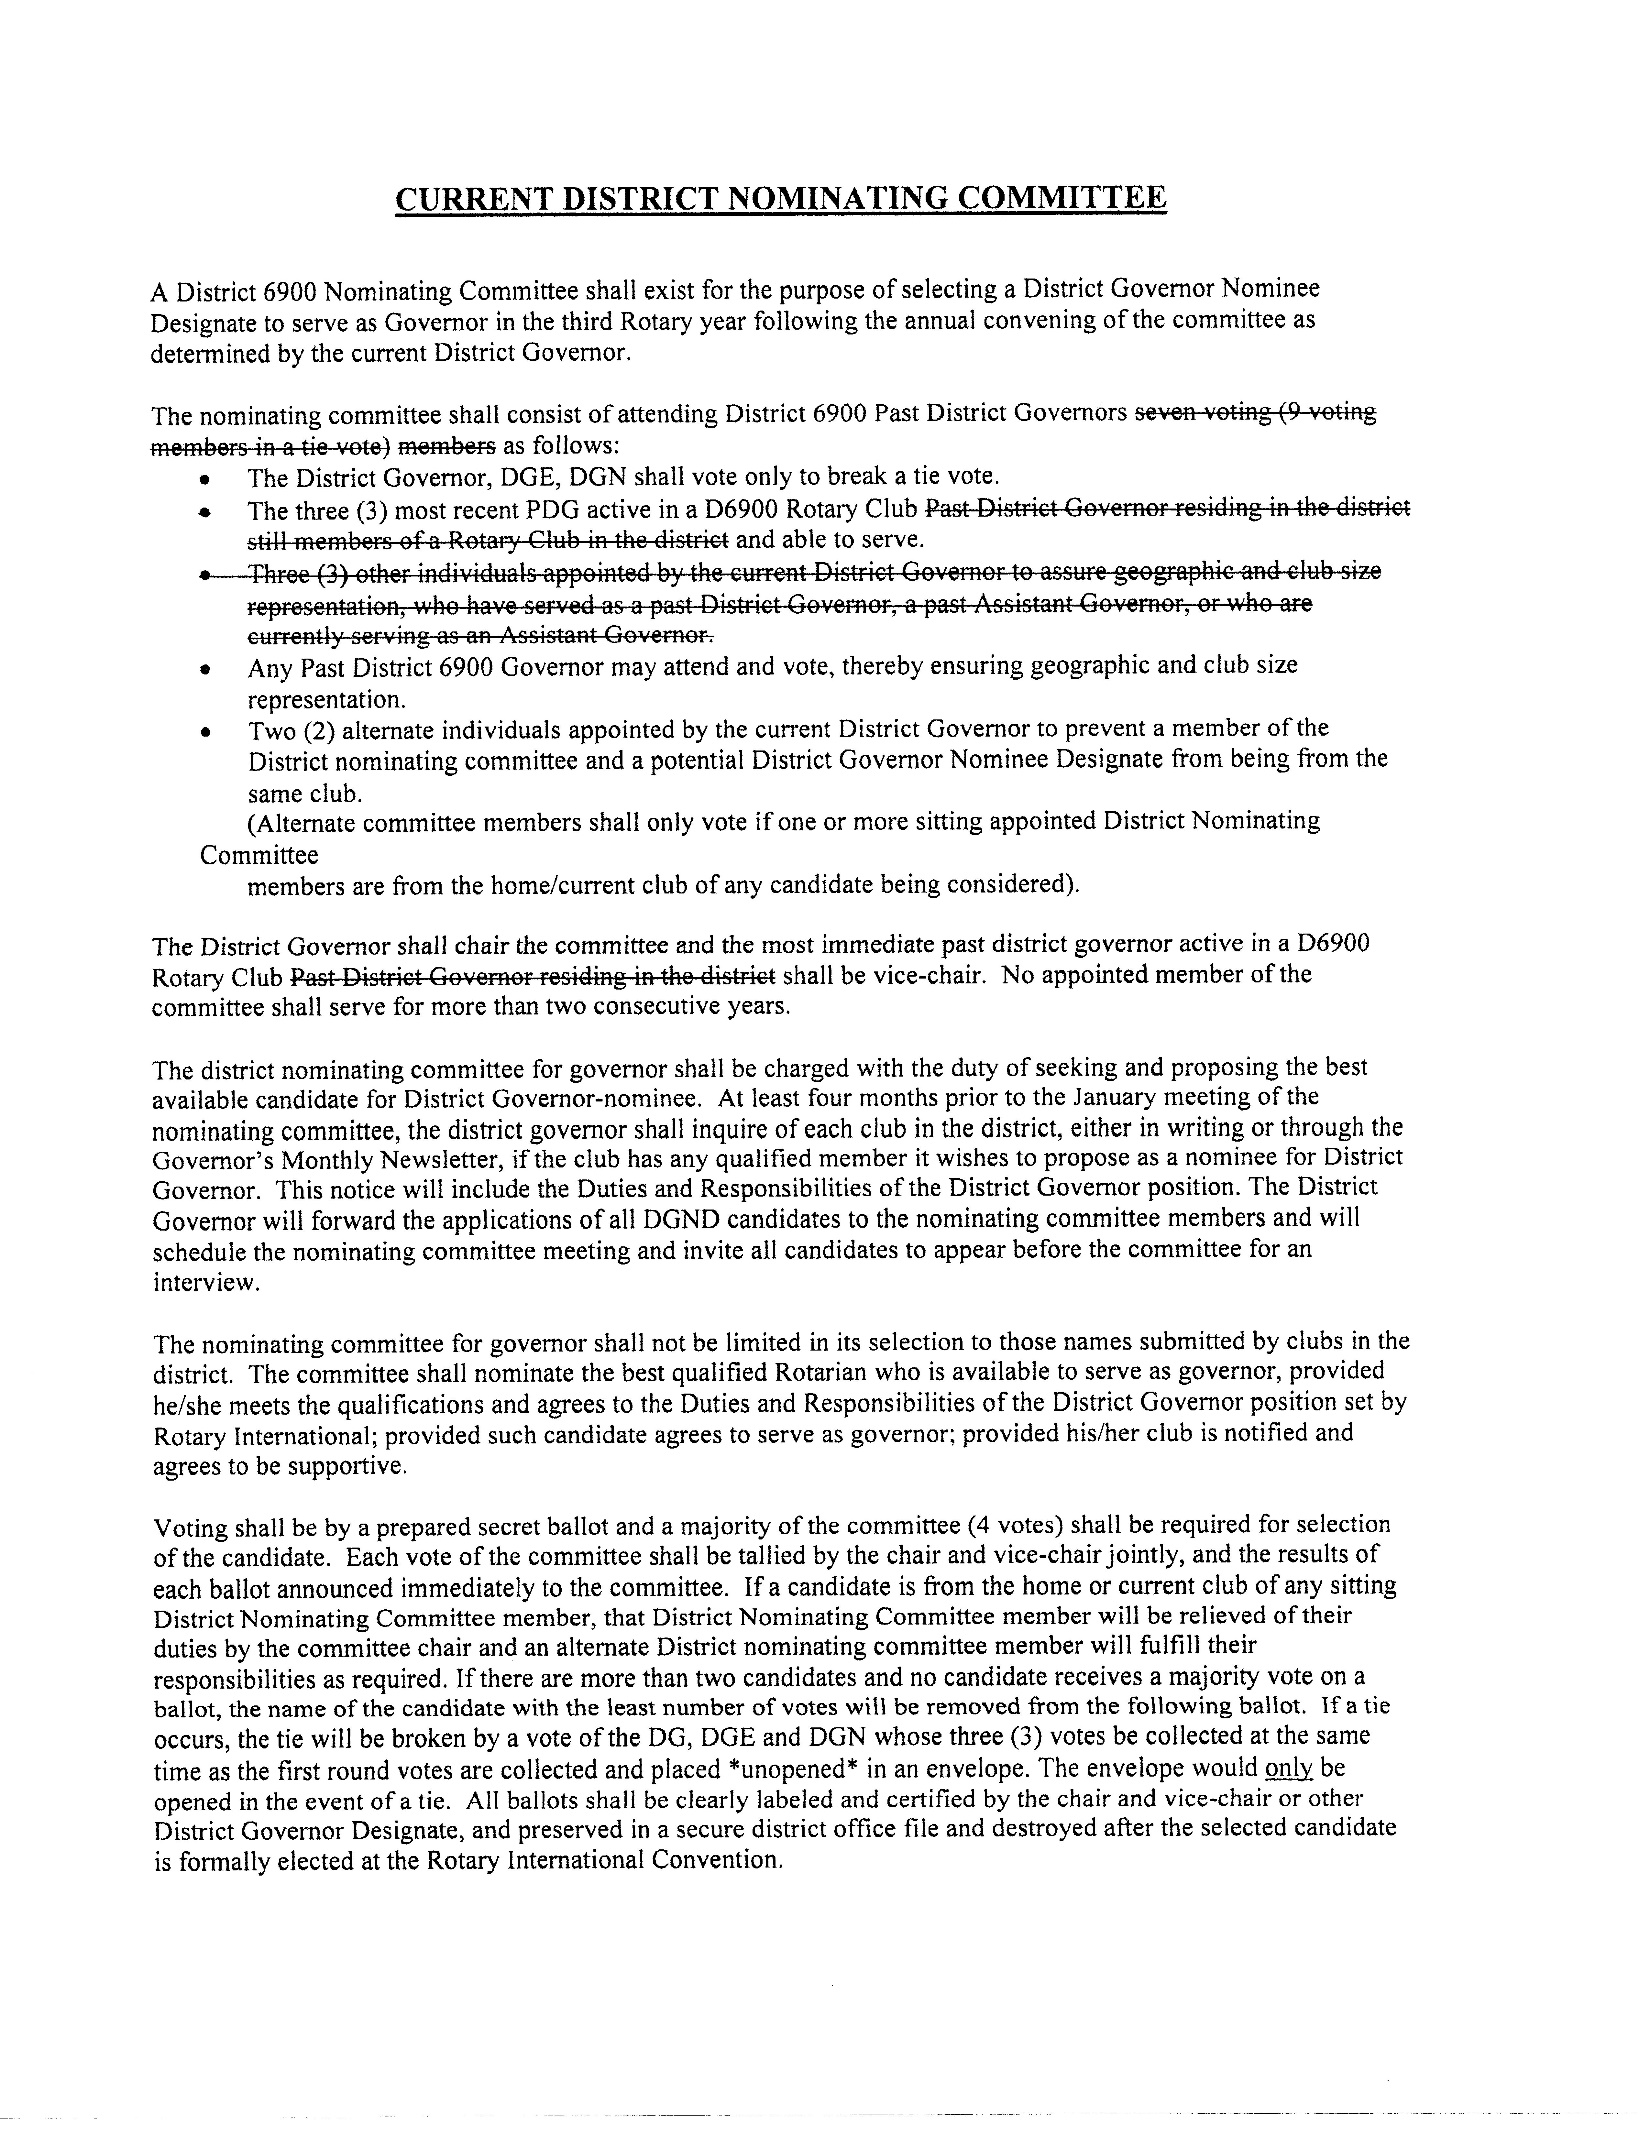 CURRENT DISTRICT NOMINATING COMMITTEE
A District 6900 Nominating Committee shall exist for the purpose of selecting a District Governor Nominee
Designate to serve as Governor in the third Rotary year following the annual convening of the committee as
determined by the current District Governor.
The nominating committee shall consist of attending District 6900 Past District Governors seven voting (9 voting
members in a tie vote) members as follows:
• The District Governor, DGE, DGN shall vote only to break a tie vote.
• The three (3) most recent PDG active in a D6900 Rotary Club Past District Governor residing in the district
still members of a Rotary Club in the district and able to serve.
• Three (3) other individuals appointed by the current District Governor to assure geographic and club size
representation, who have served as a past District Governor, a past Assistant Governor, or who are
currently serving as an Assistant Governor.
• Any Past District 6900 Governor may attend and vote, thereby ensuring geographic and club size
representation.
• Two (2) alternate individuals appointed by the current District Governor to prevent a member of the
District nominating committee and a potential District Governor Nominee Designate from being from the
same club.
(Alternate committee members shall only vote if one or more sitting appointed District Nominating
Committee
members are from the home/current club of any candidate being considered).
The District Governor shall chair the committee and the most immediate past district governor active in a D6900
Rotary Club Past District Governor residing in the district shall be vice-chair. No appointed member of the
committee shall serve for more than two consecutive years.
The district nominating committee for governor shall be charged with the duty of seeking and proposing the best
available candidate for District Governor-nominee. At least four months prior to the January meeting of the
nominating committee, the district governor shall inquire of each club in the district, either in writing or through the
Governor's Monthly Newsletter, if the club has any qualified member it wishes to propose as a nominee for District
Governor. This notice will include the Duties and Responsibilities of the District Governor position. The District
Governor will forward the applications of all DGND candidates to the nominating committee members and will
schedule the nominating committee meeting and invite all candidates to appear before the committee for an
interview.
The nominating committee for governor shall not be limited in its selection to those names submitted by clubs in the
district. The committee shall nominate the best qualified Rotarian who is available to serve as governor, provided
he/she meets the qualifications and agrees to the Duties and Responsibilities of the District Governor position set by
Rotary International; provided such candidate agrees to serve as governor; provided his/her club is notified and
agrees to be supportive.
Voting shall be by a prepared secret ballot and a majority of the committee (4 votes) shall be required for selection
of the candidate. Each vote of the committee shall be tallied by the chair and vice-chair jointly, and the results of
each ballot announced immediately to the committee. If a candidate is from the home or current club of any sitting
District Nominating Committee member, that District Nominating Committee member will be relieved of their
duties by the committee chair and an alternate District nominating committee member will fulfill their
responsibilities as required. If there are more than two candidates and no candidate receives a majority vote on a
ballot, the name of the candidate with the least number of votes will be removed from the following ballot. If a tie
occurs, the tie will be broken by a vote of the DG, DGE and DGN whose three (3) votes be collected at the same
time as the first round votes are collected and placed *unopened* in an envelope. The envelope would only be
opened in the event of a tie. All ballots shall be clearly labeled and certified by the chair and vice-chair or other
District Governor Designate, and preserved in a secure district office file and destroyed after the selected candidate
is formally elected at the Rotary International Convention.